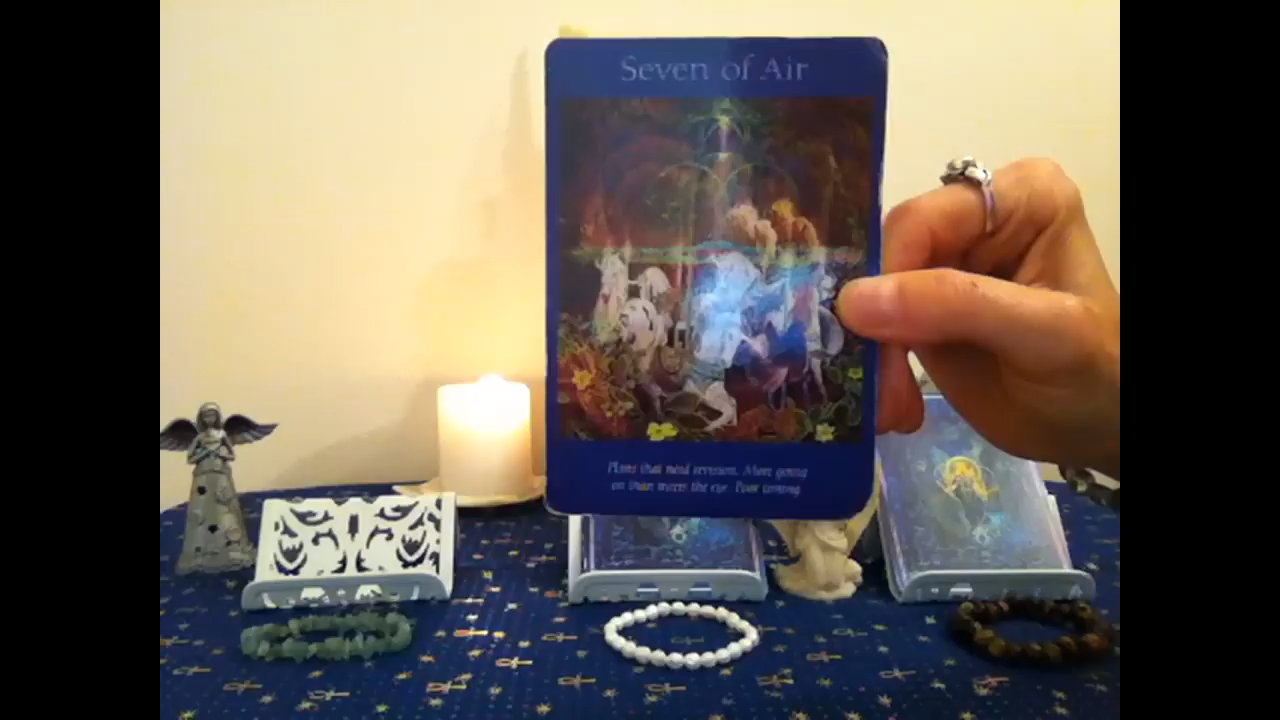 Seven of Air
Plans that need revision. More going
on than meets the eye. Poor timing.